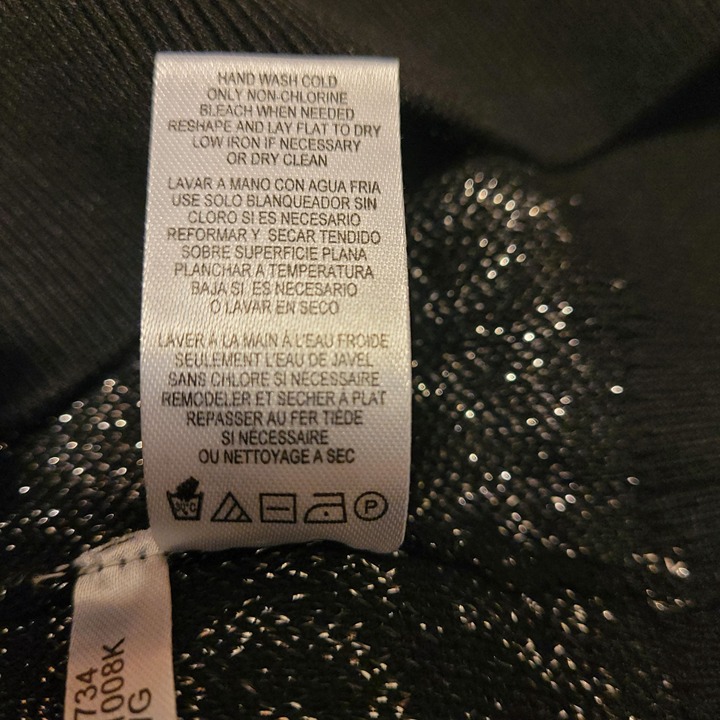 HAND WASH COLD
ONLY NON-CHLORINE
BLEACH WHEN NEEDED
RESHAPE AND LAY FLAT TO DRY
LOW IRON IF NECESSARY
OR DRY CLEAN
LAVAR A MANO CON AGUA FRIA
USE SOLO BLANQUEADOR SIN
CLORO SI ES NECESARIO
REFORMAR Y SECAR TENDIDO
SOBRE SUPERFICIE PLANA
PLANCHAR A TEMPERATURA
BAJA SI ES NECESARIO
O LAVAR EN SECO
LAVER A LA MAIN À L'EAU FROIDE
SEULEMENT L'EAU DE JAVEL
SANS CHLORE SI NÉCESSAIRE
REMODELER ET SECHER À PLAT
REPASSER AU FER TIÈDE
SI NÉCESSAIRE
OU NETTOYAGE A SEC
30°C P
734
1008K